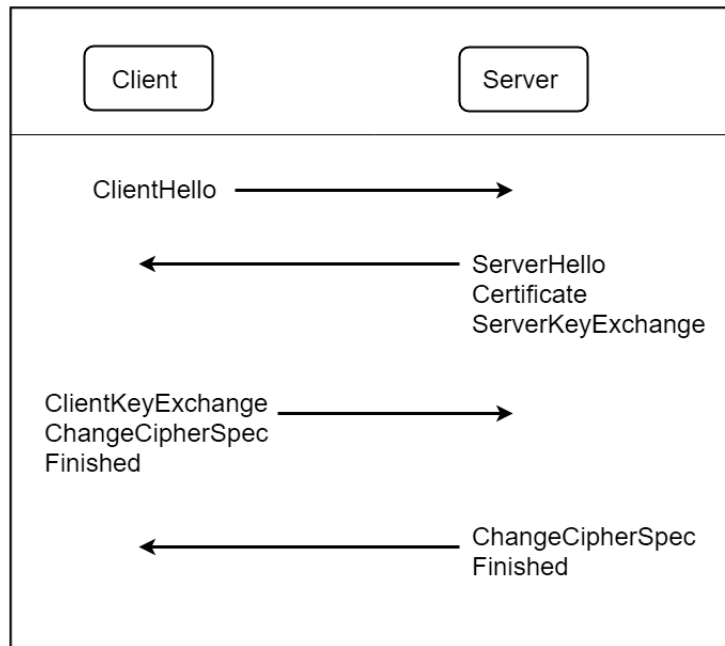 Client
Server
ClientHello
ServerHello
Certificate
ServerKeyExchange
ClientKeyExchange
ChangeCipherSpec
Finished
ChangeCipherSpec
Finished